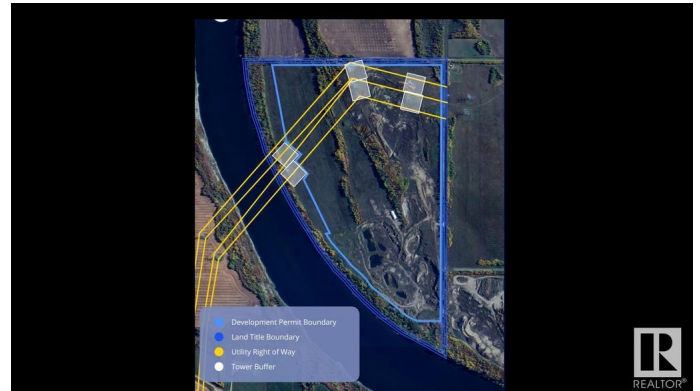 Development Permit Boundary
Land Title Boundary
Utility Right of Way
Tower Buffer
R
REALTOR®